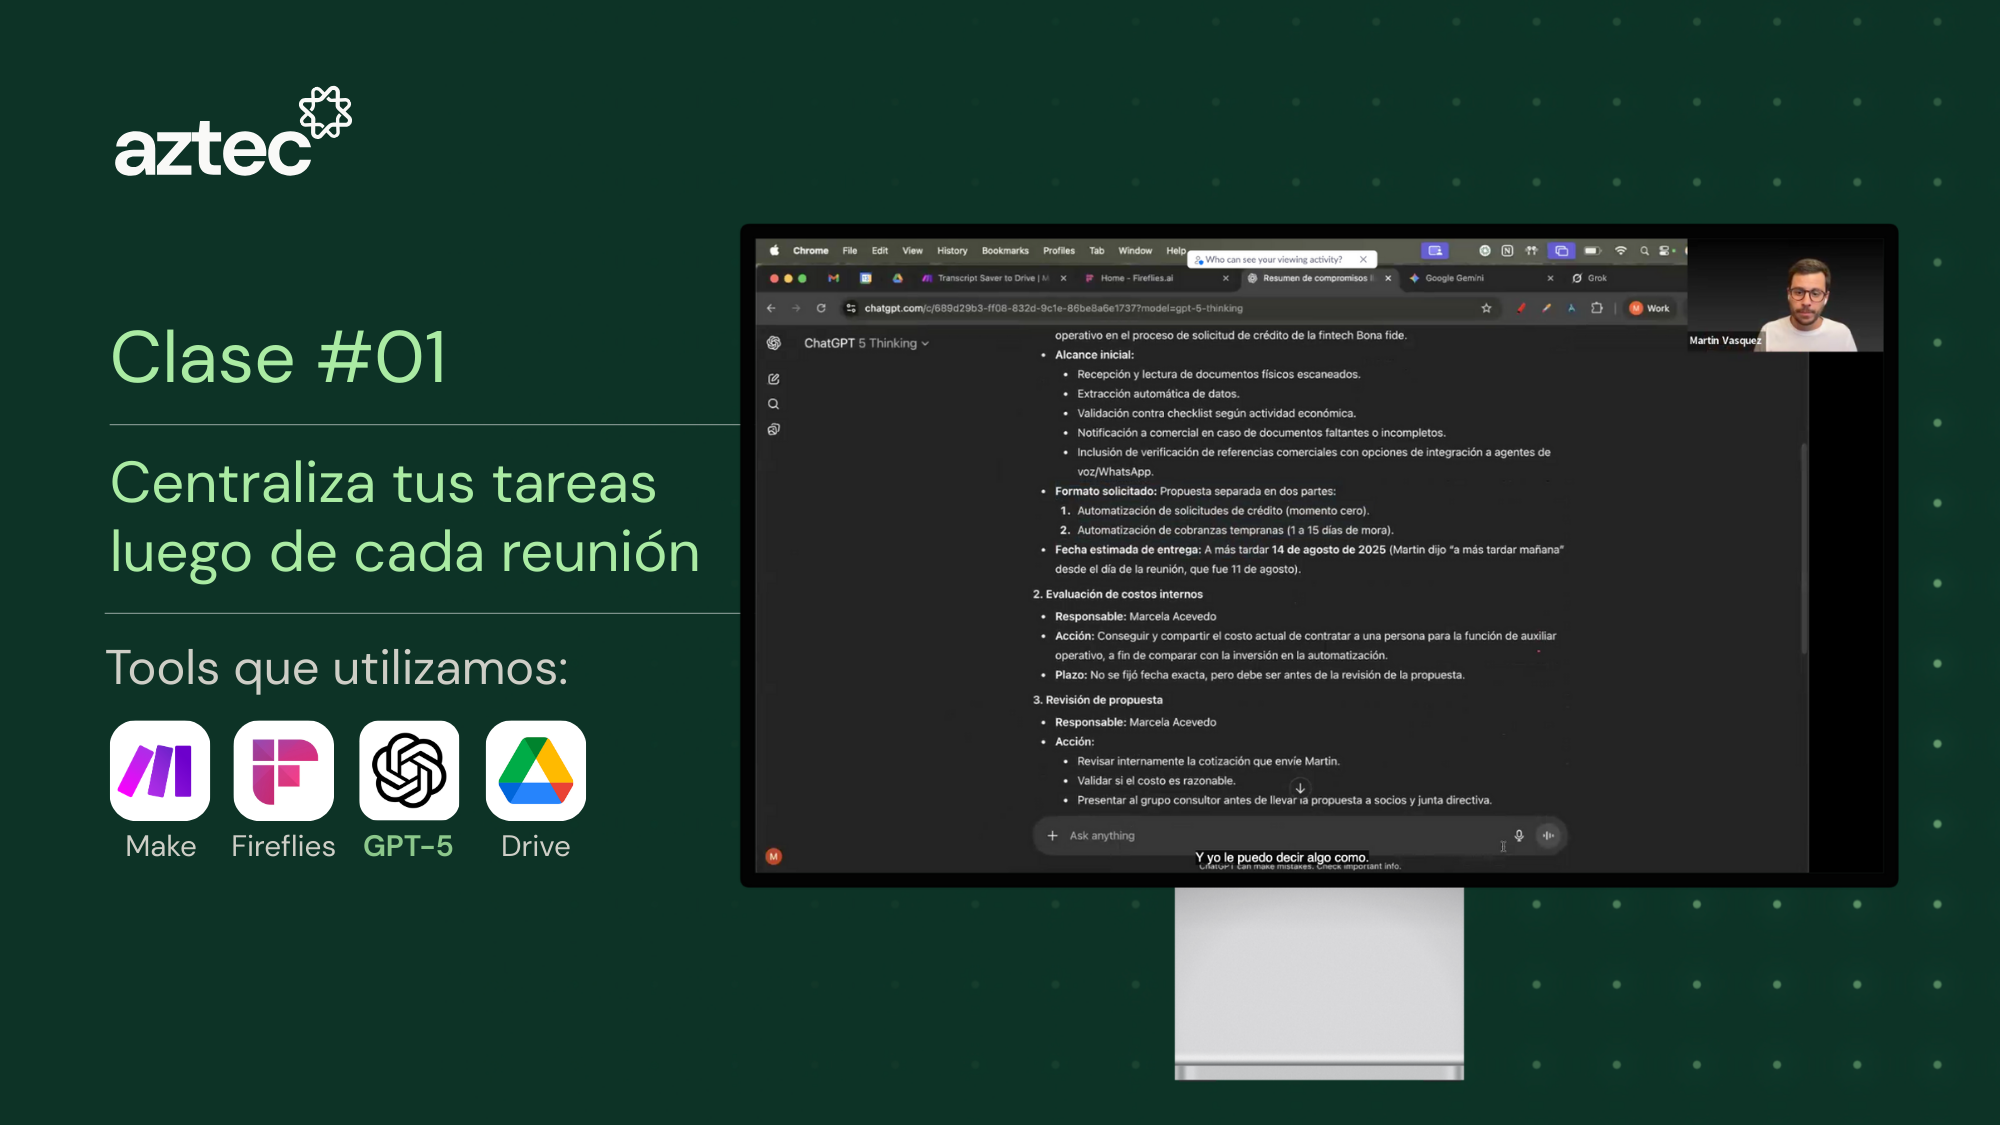 aztec
Clase #01
Centraliza tus tareas
luego de cada reunión
Tools que utilizamos:
Make
Fireflies
GPT-5
Drive
Chrome File Edit View History Bookmarks Profiles Tab Window Help
Who can see your viewing activity?
Transcript Saver to Drive | M
Home - Fireflies.ai
Resumen de compromisos
Google Gemini
Grok
chatgpt.com/c/689d29b3-ff08-832d-9c1e-86be8a6e1737?model=gpt-5-thinking
Work
Martin Vasquez
ChatGPT 5 Thinking
operativo en el proceso de solicitud de crédito de la fintech Bona fide.
• Alcance inicial:
• Recepción y lectura de documentos físicos escaneados.
• Extracción automática de datos.
• Validación contra checklist según actividad económica.
• Notificación a comercial en caso de documentos faltantes o incompletos.
• Inclusión de verificación de referencias comerciales con opciones de integración a agentes de
voz/WhatsApp.
• Formato solicitado: Propuesta separada en dos partes:
1. Automatización de solicitudes de crédito (momento cero).
2. Automatización de cobranzas tempranas (1 a 15 días de mora).
• Fecha estimada de entrega: A más tardar 14 de agosto de 2025 (Martin dijo “a más tardar mañana”
desde el día de la reunión, que fue 11 de agosto).
2. Evaluación de costos internos
• Responsable: Marcela Acevedo
• Acción: Conseguir y compartir el costo actual de contratar a una persona para la función de auxiliar
operativo, a fin de comparar con la inversión en la automatización.
• Plazo: No se fijó fecha exacta, pero debe ser antes de la revisión de la propuesta.
3. Revisión de propuesta
• Responsable: Marcela Acevedo
• Acción:
• Revisar internamente la cotización que envíe Martin.
• Validar si el costo es razonable.
• Presentar al grupo consultor antes de llevar la propuesta a socios y junta directiva.
Ask anything
M
Y yo le puedo decir algo como.
ChatGPT can make mistakes. Check important info.